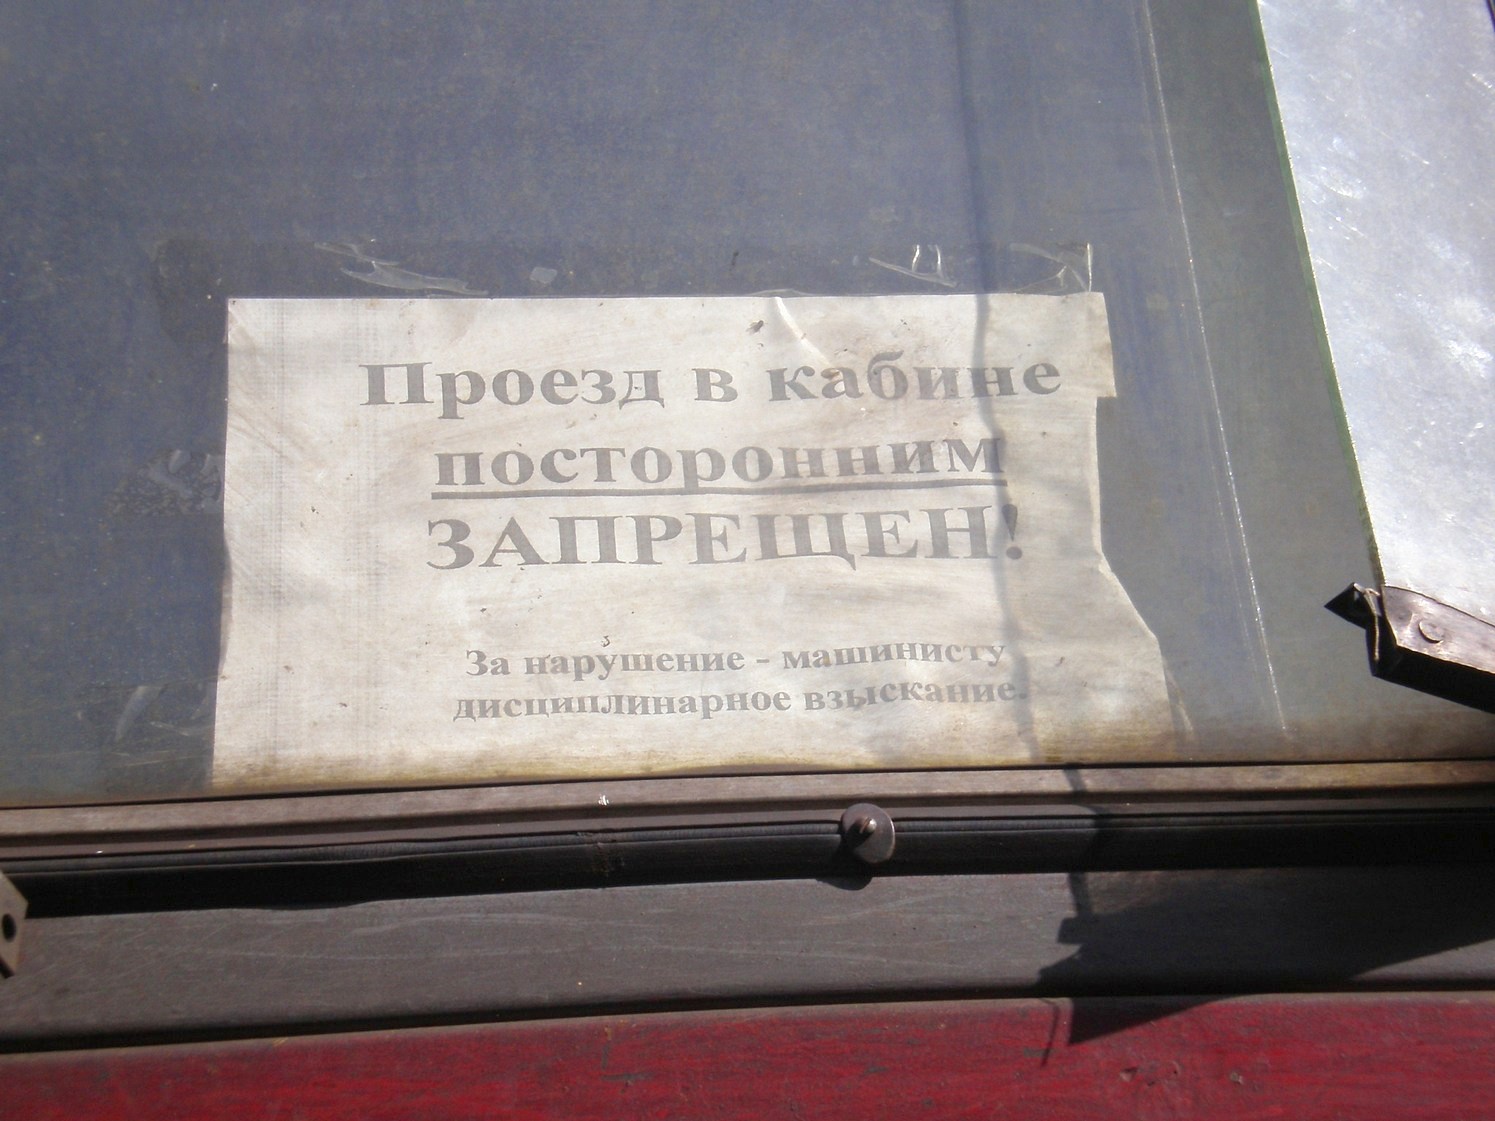 Проезд в кабине
посторонним
ЗАПРЕЩЕН!
За нарушение - машинисту
дисциплинарное взыскание.